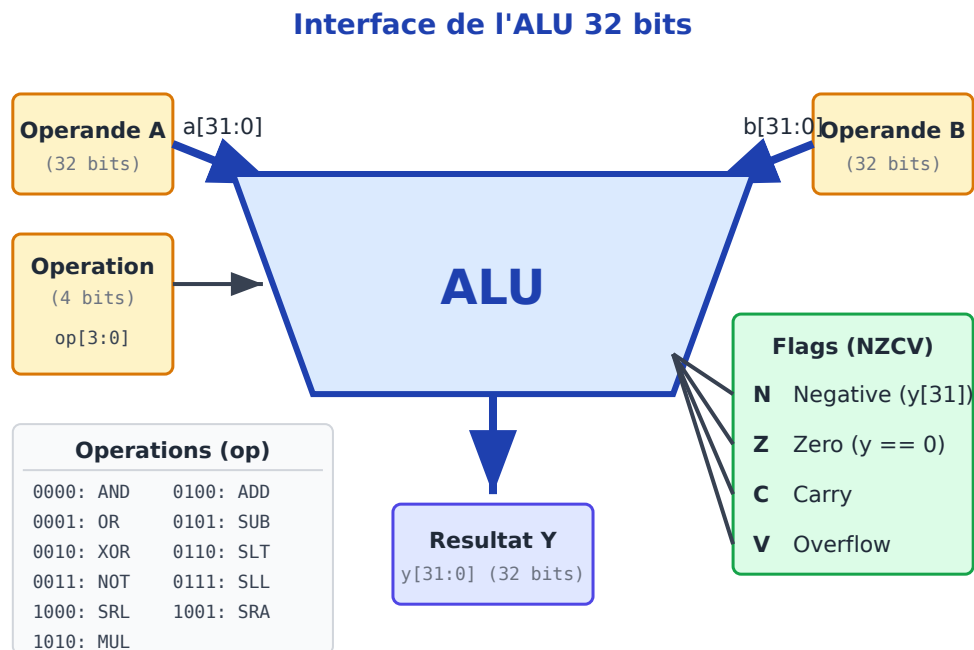 Interface de l'ALU 32 bits
Operande A
(32 bits)
a[31:0]
b[31:0]
Operande B
(32 bits)
Operation
(4 bits)
op[3:0]
ALU
Flags (NZCV)
N Negative (y[31])
Z Zero (y == 0)
C Carry
V Overflow
Operations (op)
0000: AND 0100: ADD
0001: OR 0101: SUB
0010: XOR 0110: SLT
0011: NOT 0111: SLL
1000: SRL 1001: SRA
1010: MUL
Resultat Y
y[31:0] (32 bits)